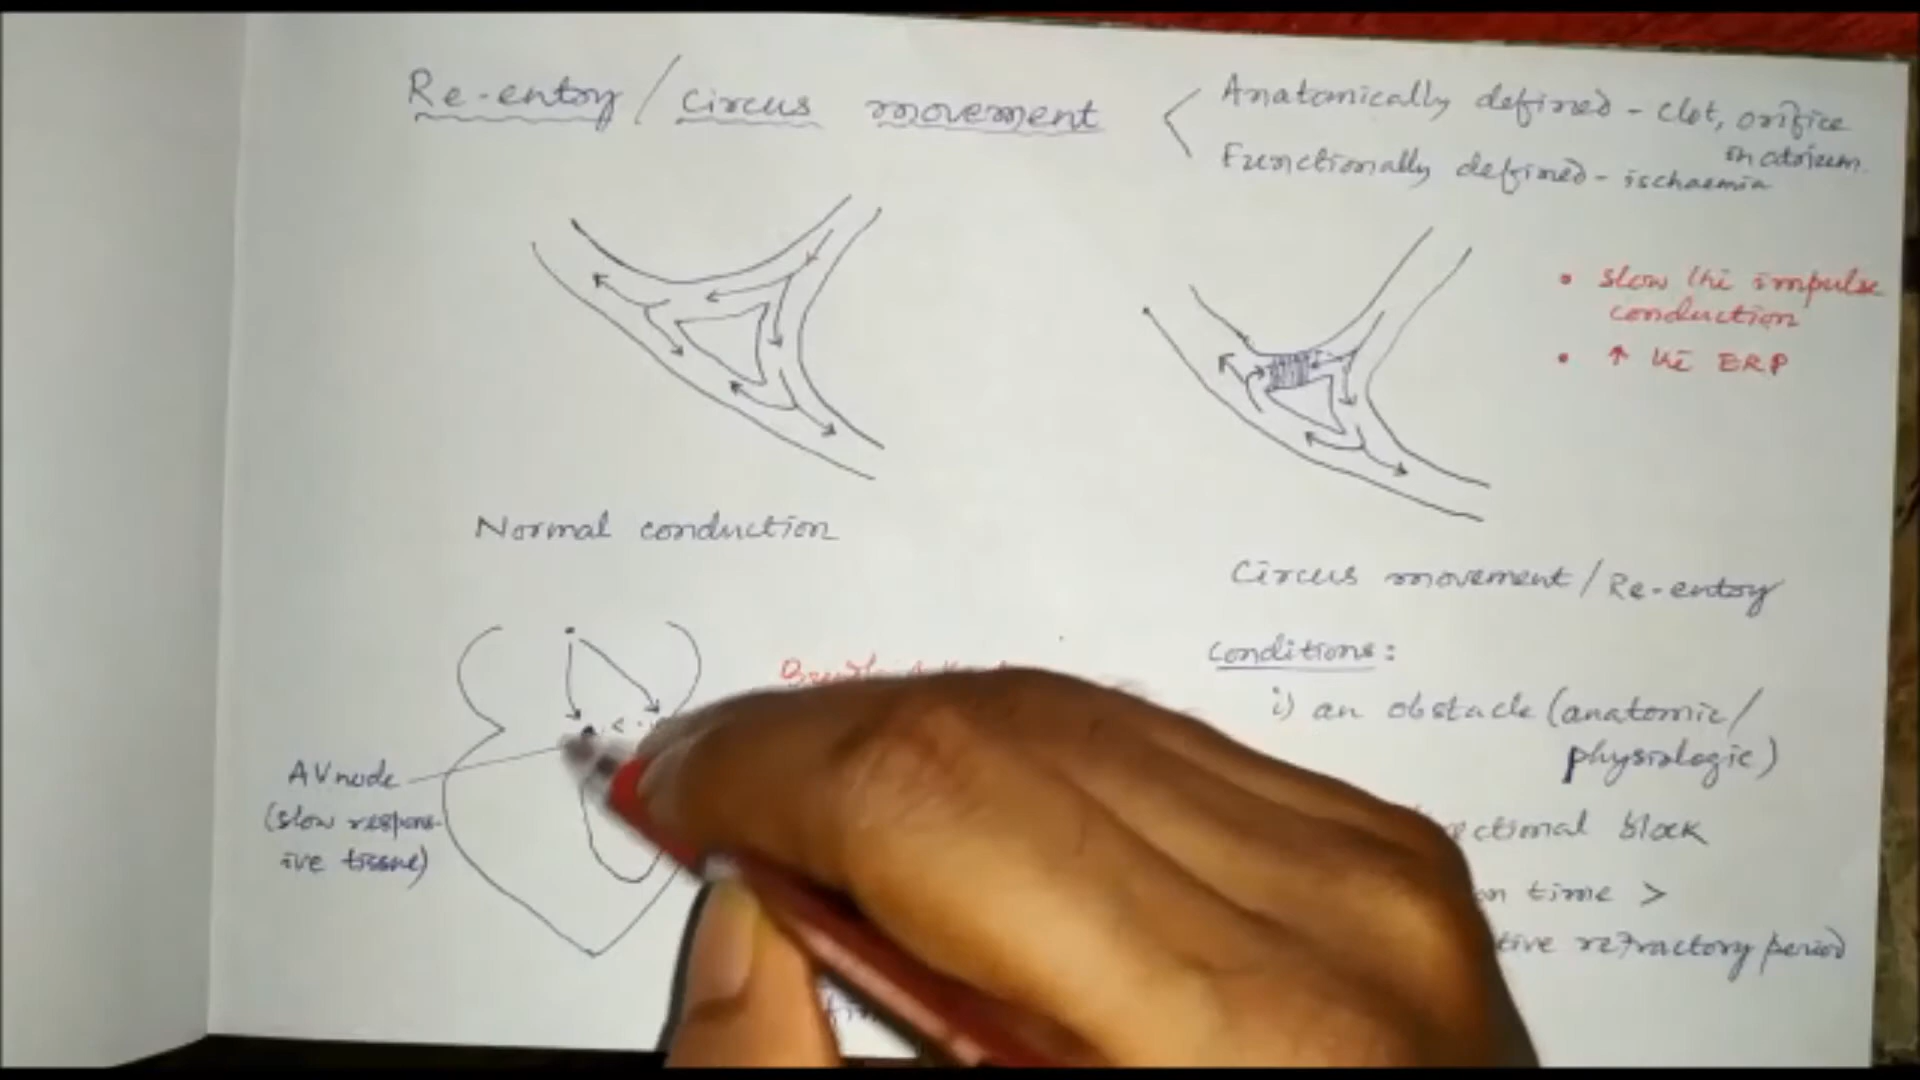 Re-entry / Circus movement
Anatomically defined - Clot, orifice
in atrium.
Functionally defined - ischaemia
• Slow the impulse
conduction
• ↑ the ERP
Normal conduction
Circus movement / Re-entry
Conditions:
i) an obstacle (anatomic/
physiologic)
block
time >
refractory period
AV node
(slow respons-
ive tissue)